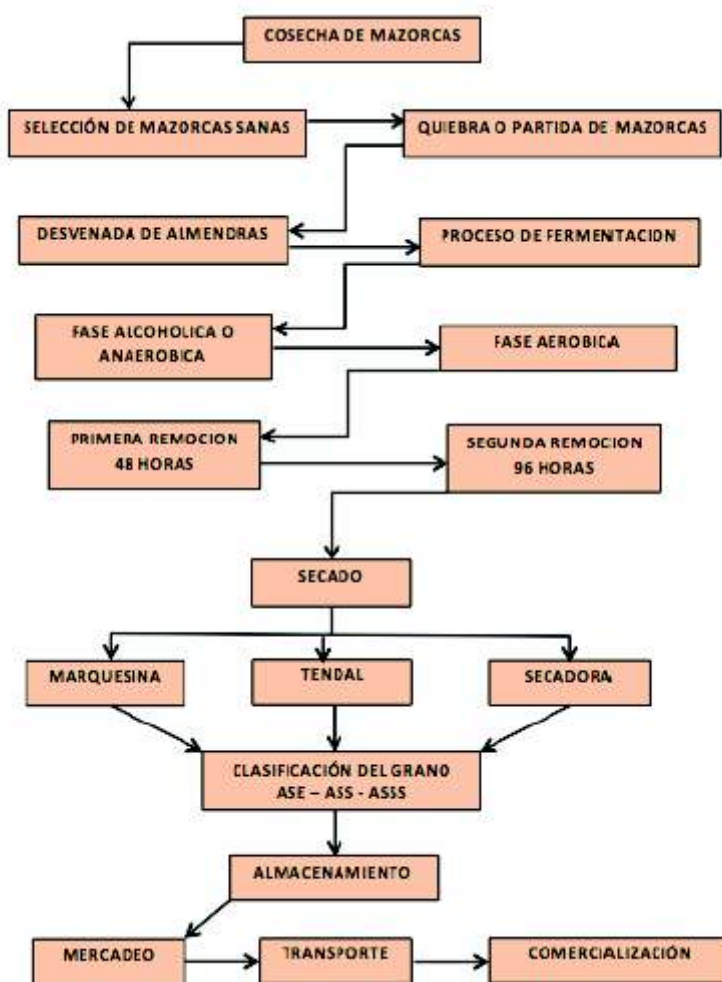 COSECHA DE MAZORCAS
SELECCIÓN DE MAZORCAS SANAS
QUIEBRA O PARTIDA DE MAZORCAS
DESVENADA DE ALMENDRAS
PROCESO DE FERMENTACION
FASE ALCOHOLICA O
ANAEROBICA
FASE AEROBICA
PRIMERA REMOCION
48 HORAS
SEGUNDA REMOCION
96 HORAS
SECADO
MARQUESINA
TENDAL
SECADORA
CLASIFICACIÓN DEL GRANO
ASE – ASS - ASSS
ALMACENAMIENTO
MERCADEO
TRANSPORTE
COMERCIALIZACIÓN